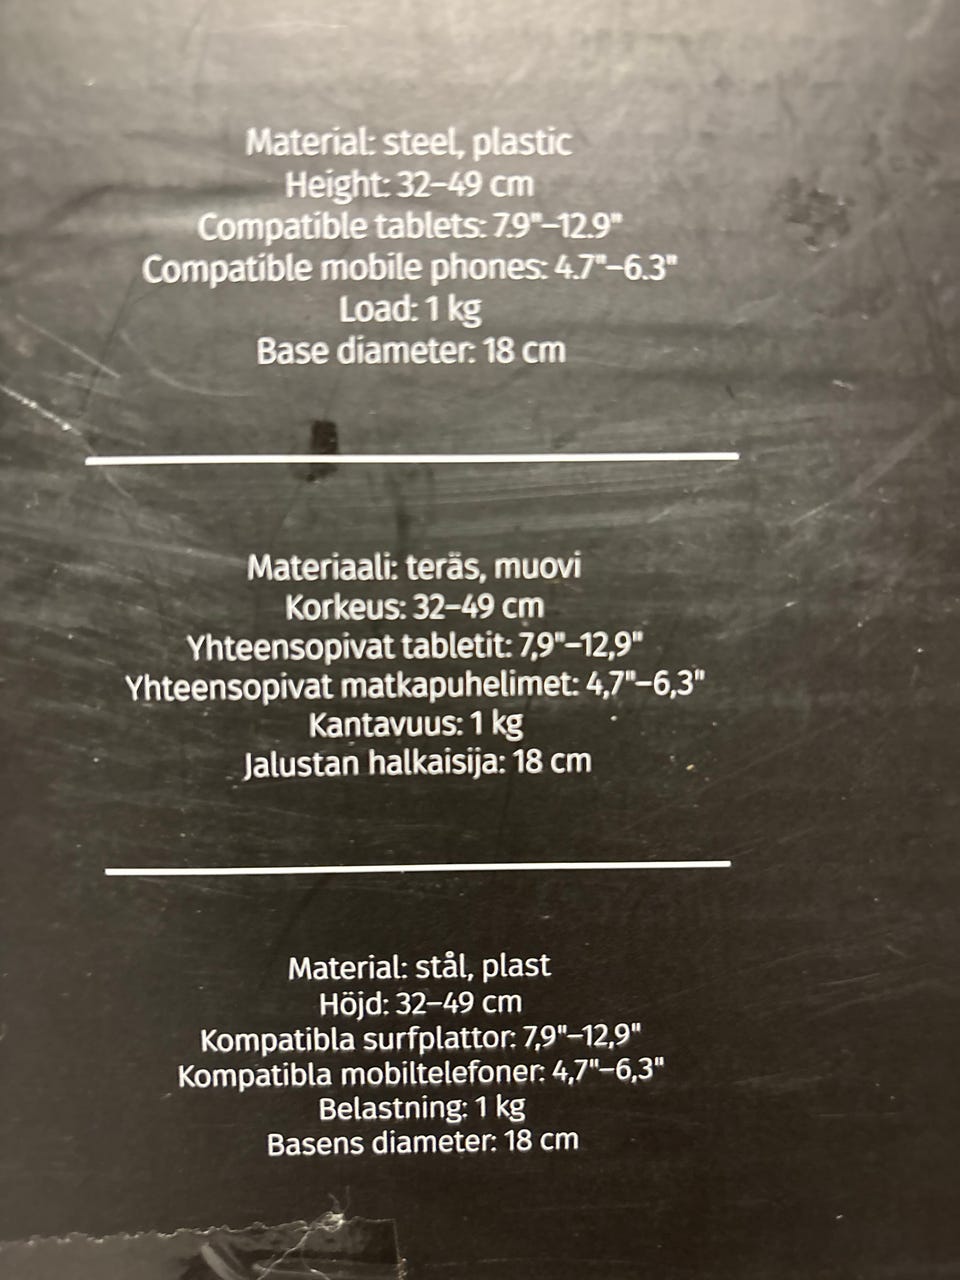 Material: steel, plastic
Height: 32–49 cm
Compatible tablets: 7.9"–12.9"
Compatible mobile phones: 4.7"–6.3"
Load: 1 kg
Base diameter: 18 cm
Materiaali: teräs, muovi
Korkeus: 32–49 cm
Yhteensopivat tabletit: 7,9"–12,9"
Yhteensopivat matkapuhelimet: 4,7"–6,3"
Kantavuus: 1 kg
Jalustan halkaisija: 18 cm
Material: stål, plast
Höjd: 32–49 cm
Kompatibla surfplattor: 7,9"–12,9"
Kompatibla mobiltelefoner: 4,7"–6,3"
Belastning: 1 kg
Basens diameter: 18 cm